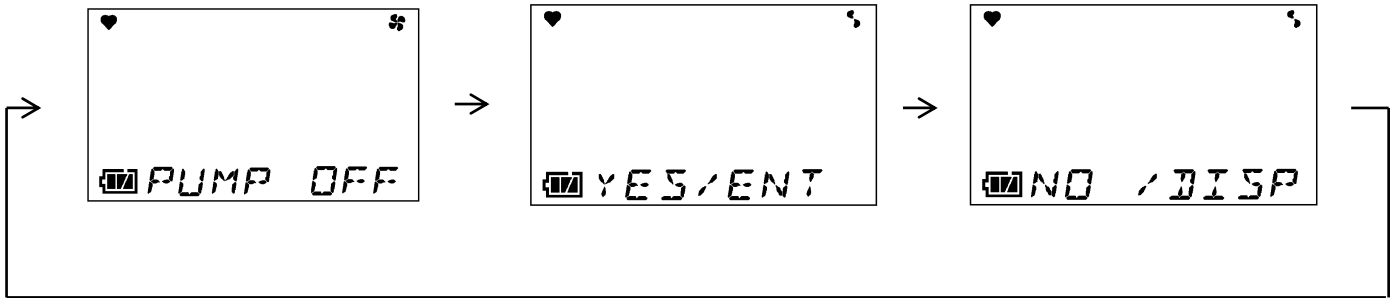 PUMP OFF
YES/ENT
NO /DISP